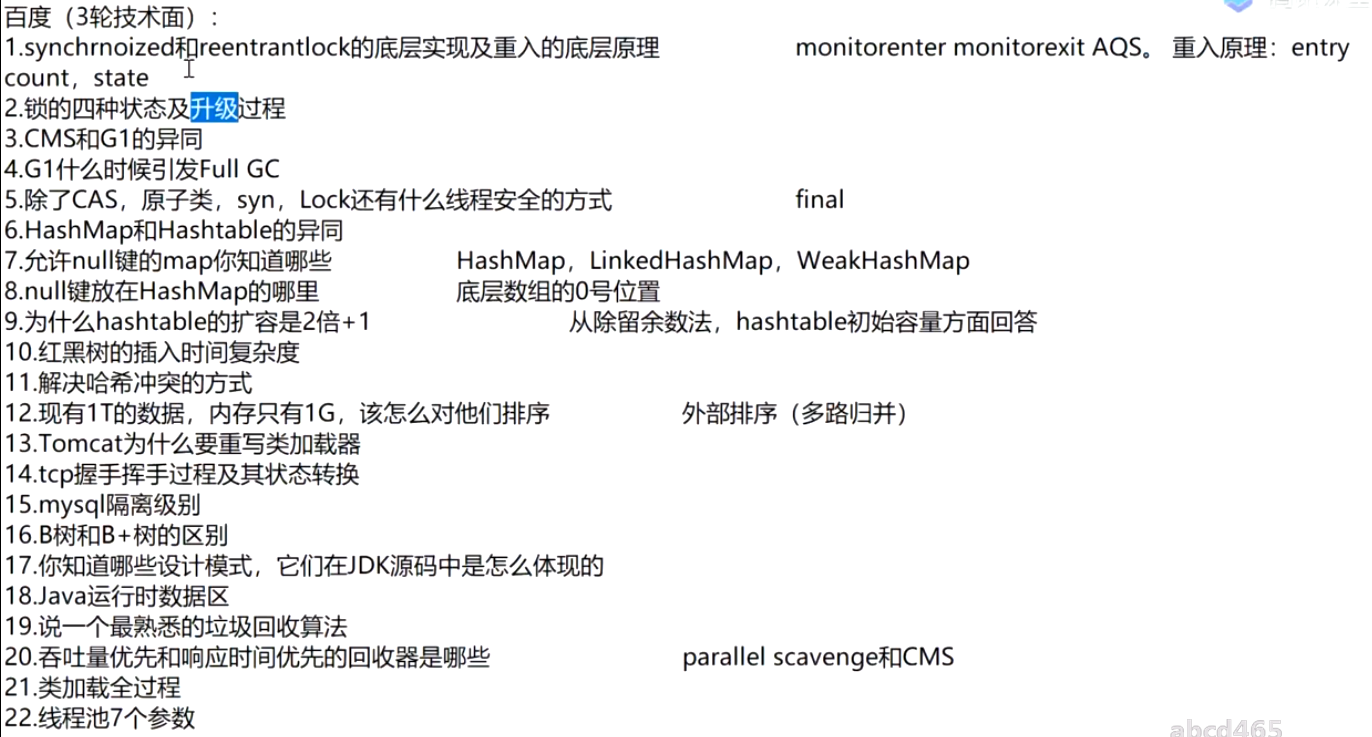 百度（3轮技术面）：
1.synchrnoized和reentrantlock的底层实现及重入的底层原理 monitorenter monitorexit AQS。 重入原理：entry
count，state
2.锁的四种状态及升级过程
3.CMS和G1的异同
4.G1什么时候引发Full GC
5.除了CAS，原子类，syn，Lock还有什么线程安全的方式 final
6.HashMap和Hashtable的异同
7.允许null键的map你知道哪些 HashMap，LinkedHashMap，WeakHashMap
8.null键放在HashMap的哪里 底层数组的0号位置
9.为什么hashtable的扩容是2倍+1 从除留余数法，hashtable初始容量方面回答
10.红黑树的插入时间复杂度
11.解决哈希冲突的方式
12.现有1T的数据，内存只有1G，该怎么对他们排序 外部排序（多路归并）
13.Tomcat为什么要重写类加载器
14.tcp握手挥手过程及其状态转换
15.mysql隔离级别
16.B树和B+树的区别
17.你知道哪些设计模式，它们在JDK源码中是怎么体现的
18.Java运行时数据区
19.说一个最熟悉的垃圾回收算法
20.吞吐量优先和响应时间优先的回收器是哪些 parallel scavenge和CMS
21.类加载全过程
22.线程池7个参数
abcd465